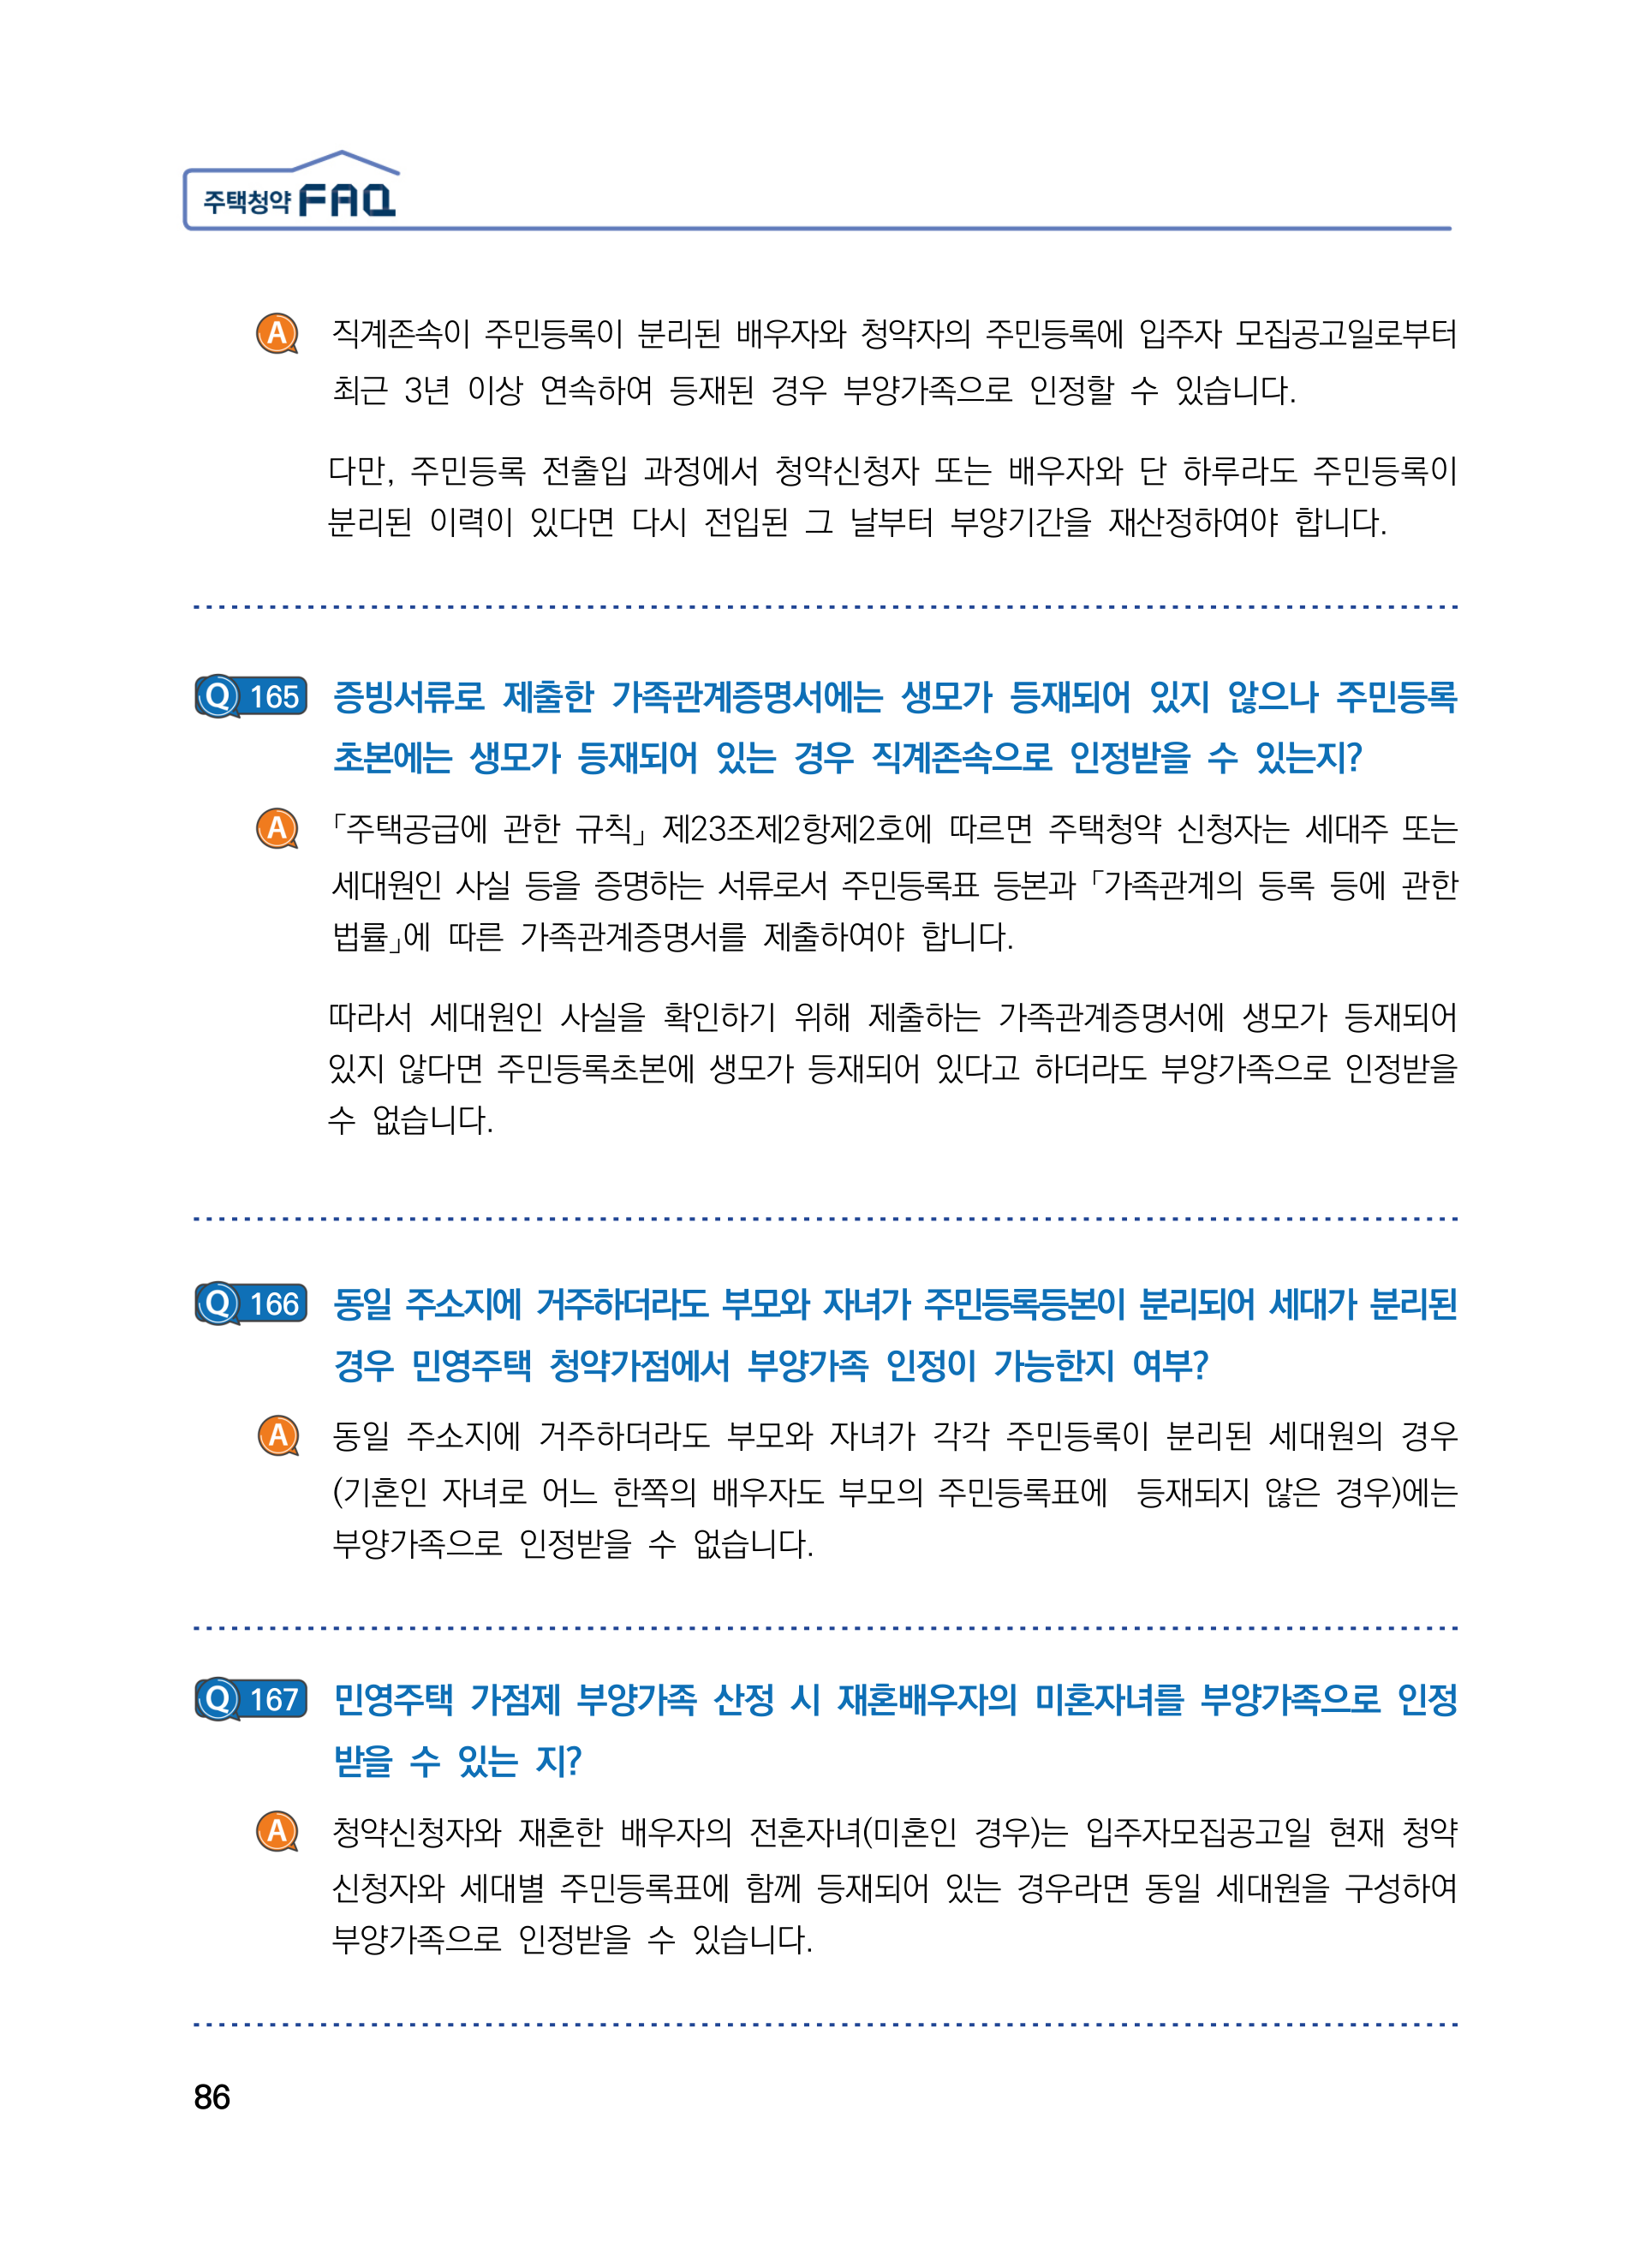 주택청약 FAQ
A 직계존속이 주민등록이 분리된 배우자와 청약자의 주민등록에 입주자 모집공고일로부터
최근 3년 이상 연속하여 등재된 경우 부양가족으로 인정할 수 있습니다.
다만, 주민등록 전출입 과정에서 청약신청자 또는 배우자와 단 하루라도 주민등록이
분리된 이력이 있다면 다시 전입된 그 날부터 부양기간을 재산정하여야 합니다.
Q 165 증빙서류로 제출한 가족관계증명서에는 생모가 등재되어 있지 않으나 주민등록
초본에는 생모가 등재되어 있는 경우 직계존속으로 인정받을 수 있는지?
A 「주택공급에 관한 규칙」 제23조제2항제2호에 따르면 주택청약 신청자는 세대주 또는
세대원인 사실 등을 증명하는 서류로서 주민등록표 등본과 「가족관계의 등록 등에 관한
법률」에 따른 가족관계증명서를 제출하여야 합니다.
따라서 세대원인 사실을 확인하기 위해 제출하는 가족관계증명서에 생모가 등재되어
있지 않다면 주민등록초본에 생모가 등재되어 있다고 하더라도 부양가족으로 인정받을
수 없습니다.
Q 166 동일 주소지에 거주하더라도 부모와 자녀가 주민등록등본이 분리되어 세대가 분리된
경우 민영주택 청약가점에서 부양가족 인정이 가능한지 여부?
A 동일 주소지에 거주하더라도 부모와 자녀가 각각 주민등록이 분리된 세대원의 경우
(기혼인 자녀로 어느 한쪽의 배우자도 부모의 주민등록표에 등재되지 않은 경우)에는
부양가족으로 인정받을 수 없습니다.
Q 167 민영주택 가점제 부양가족 산정 시 재혼배우자의 미혼자녀를 부양가족으로 인정
받을 수 있는 지?
A 청약신청자와 재혼한 배우자의 전혼자녀(미혼인 경우)는 입주자모집공고일 현재 청약
신청자와 세대별 주민등록표에 함께 등재되어 있는 경우라면 동일 세대원을 구성하여
부양가족으로 인정받을 수 있습니다.
86